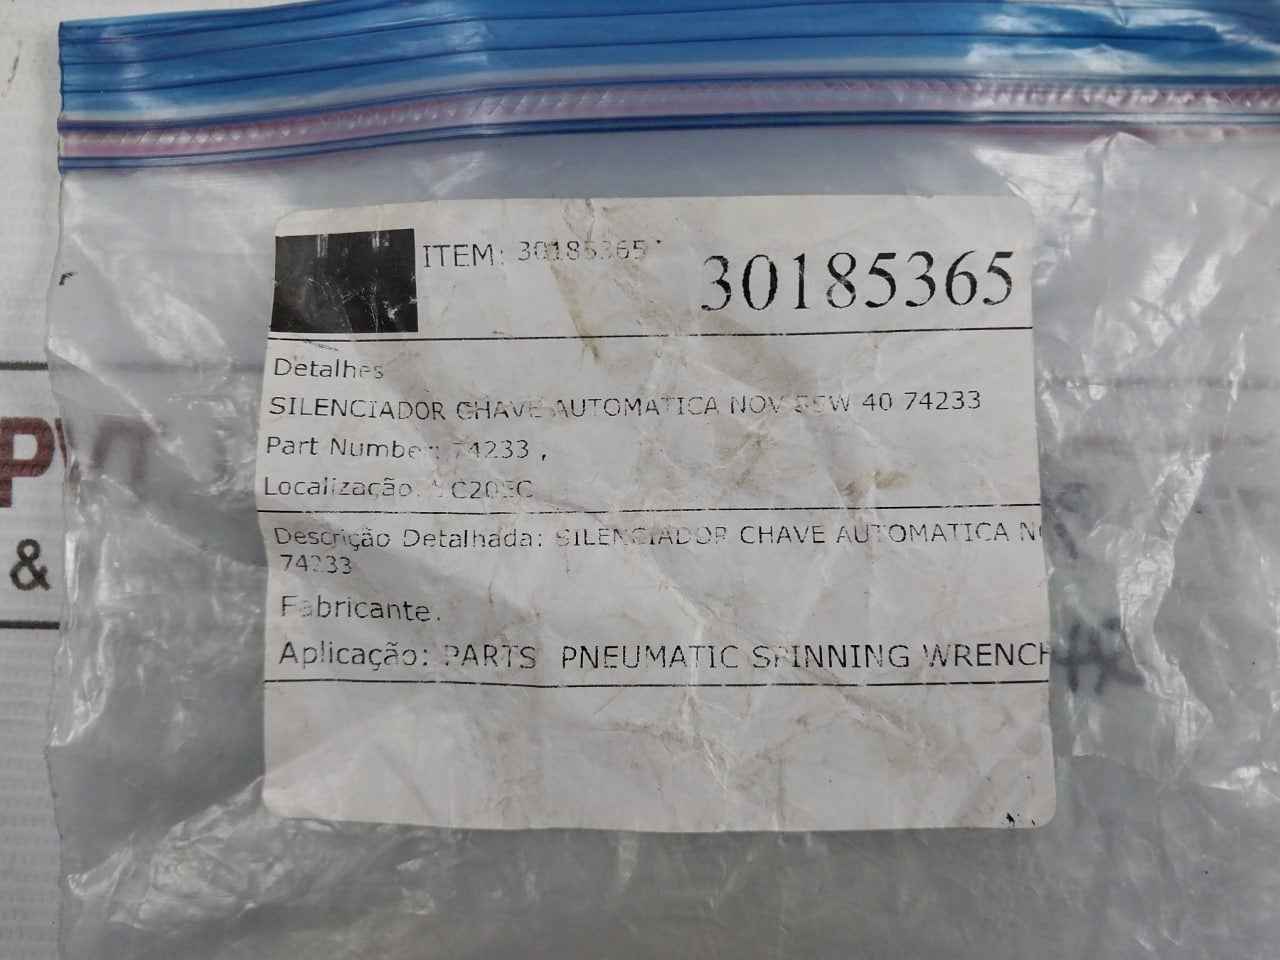 ITEM: 30185365
30185365
Detalhes
SILENCIADOR CHAVE AUTOMATICA NOV SSW 40 74233
Part Number: 74233 ,
Localização: C20
Descrição Detalhada: SILENCIADOR CHAVE AUTOMATICA
74233
Fabricante:
Aplicação: PARTS PNEUMATIC SPINNING WRENCH
&